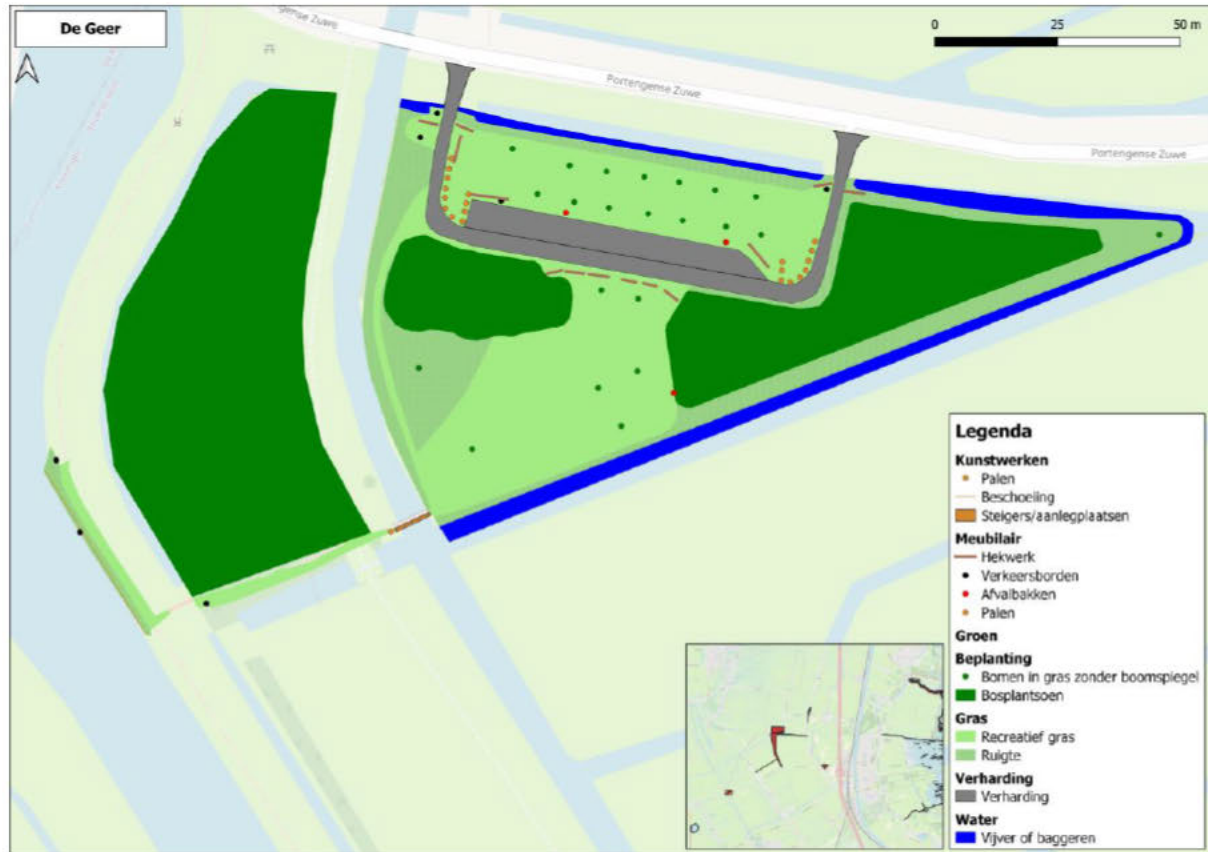 De Geer
0 25 50 m
gense Zuwe
Portengense Zuwe
Portengense Zuwe
Legenda
Kunstwerken
Palen
Beschoeiing
Steigers/aanlegplaatsen
Meubilair
Hekwerk
Verkeersborden
Afvalbakken
Palen
Groen
Beplanting
Bomen in gras zonder boomspiegel
Bosplantsoen
Gras
Recreatief gras
Ruigte
Verharding
Verharding
Water
Vijver of baggeren